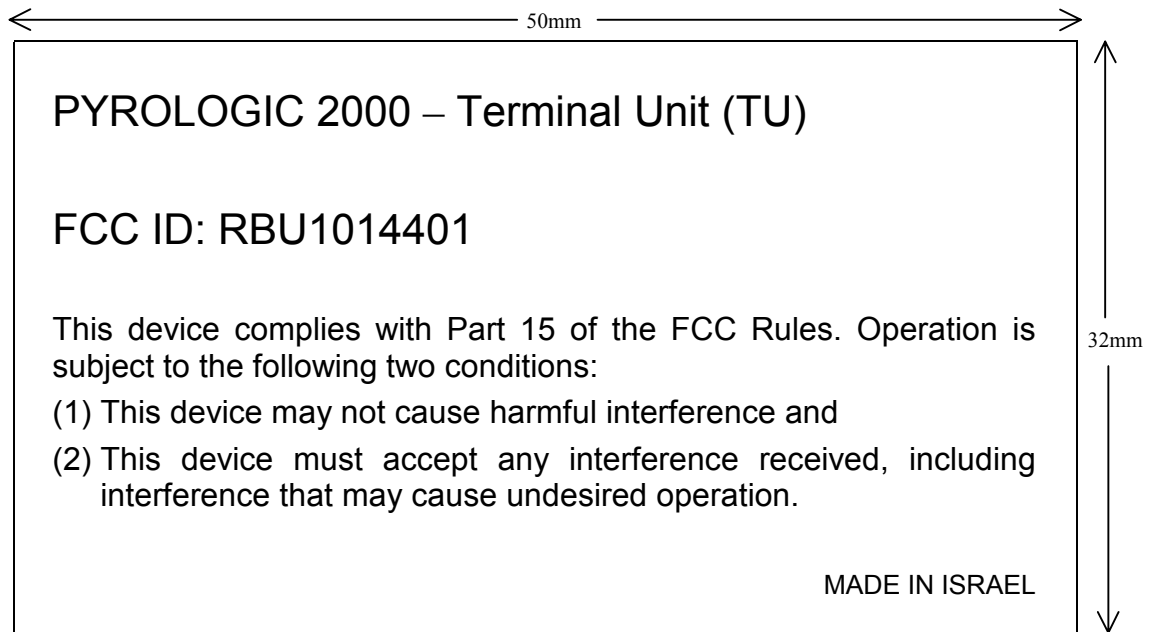 50mm
PYROLOGIC 2000 – Terminal Unit (TU)
FCC ID: RBU1014401
This device complies with Part 15 of the FCC Rules. Operation is
subject to the following two conditions:
32mm
(1) This device may not cause harmful interference and
(2) This device must accept any interference received, including
interference that may cause undesired operation.
MADE IN ISRAEL